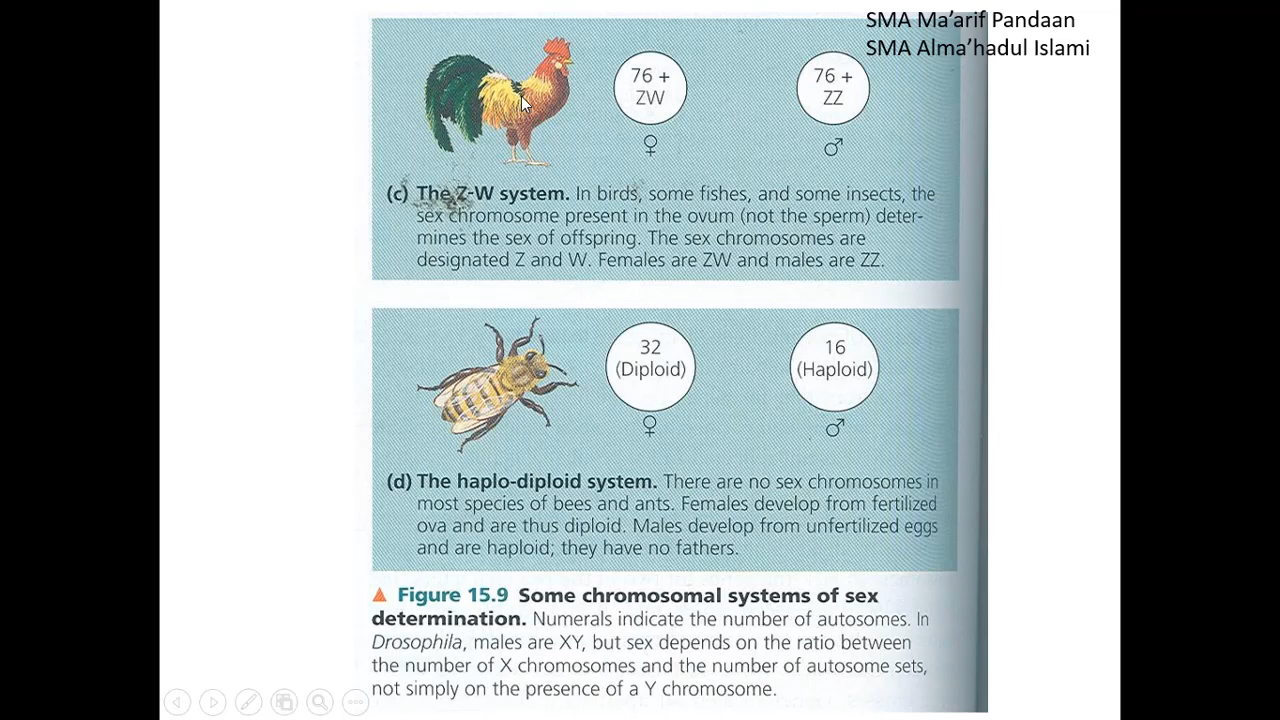 SMA Ma’arif Pandaan
SMA Alma’hadul Islami
76 +
ZW
76 +
ZZ
♀
♂
(c) The Z-W system. In birds, some fishes, and some insects, the
sex chromosome present in the ovum (not the sperm) deter-
mines the sex of offspring. The sex chromosomes are
designated Z and W. Females are ZW and males are ZZ.
32
(Diploid)
16
(Haploid)
♀
♂
(d) The haplo-diploid system. There are no sex chromosomes in
most species of bees and ants. Females develop from fertilized
ova and are thus diploid. Males develop from unfertilized eggs
and are haploid; they have no fathers.
▲ Figure 15.9 Some chromosomal systems of sex
determination. Numerals indicate the number of autosomes. In
Drosophila, males are XY, but sex depends on the ratio between
the number of X chromosomes and the number of autosome sets,
not simply on the presence of a Y chromosome.